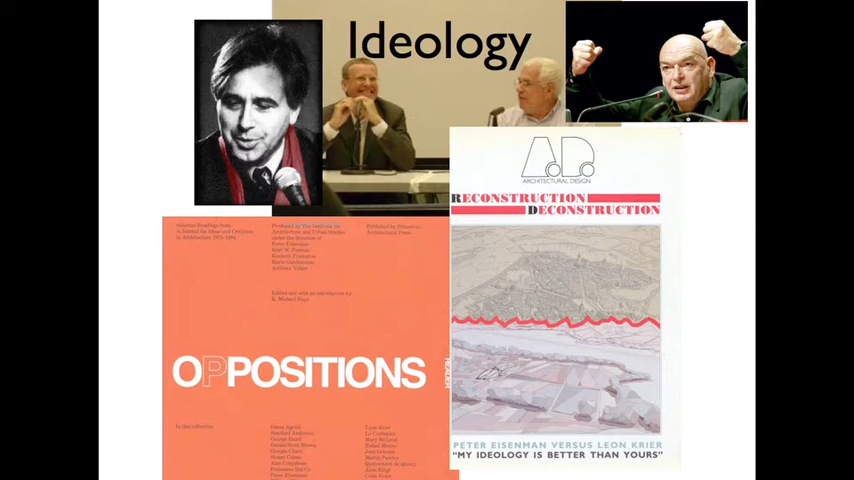 Ideology
A.D.
ARCHITECTURAL DESIGN
RECONSTRUCTION
DECONSTRUCTION
Selected Readings from
A Journal for Ideas and Criticism
in Architecture 1973-1984
Produced by The Institute for
Architecture and Urban Studies
under the direction of
Peter Eisenman
Kurt W. Forster
Kenneth Frampton
Mario Gandelsonas
Anthony Vidler
Published by Princeton
Architectural Press
Edited and with an introduction by
K. Michael Hays
OPPOSITIONS
READER
In this collection
Diana Agrest
Stanford Anderson
George Baird
Denise Scott Brown
Giorgio Ciucci
Stuart Cohen
Alan Colquhoun
Francesco Dal Co
Peter Eisenman
Leon Krier
Le Corbusier
Mary McLeod
Rafael Moneo
Joan Ockman
Martin Pawley
Quatremère de Quincy
Aldo Rossi
Colin Rowe
PETER EISENMAN VERSUS LEON KRIER
"MY IDEOLOGY IS BETTER THAN YOURS"